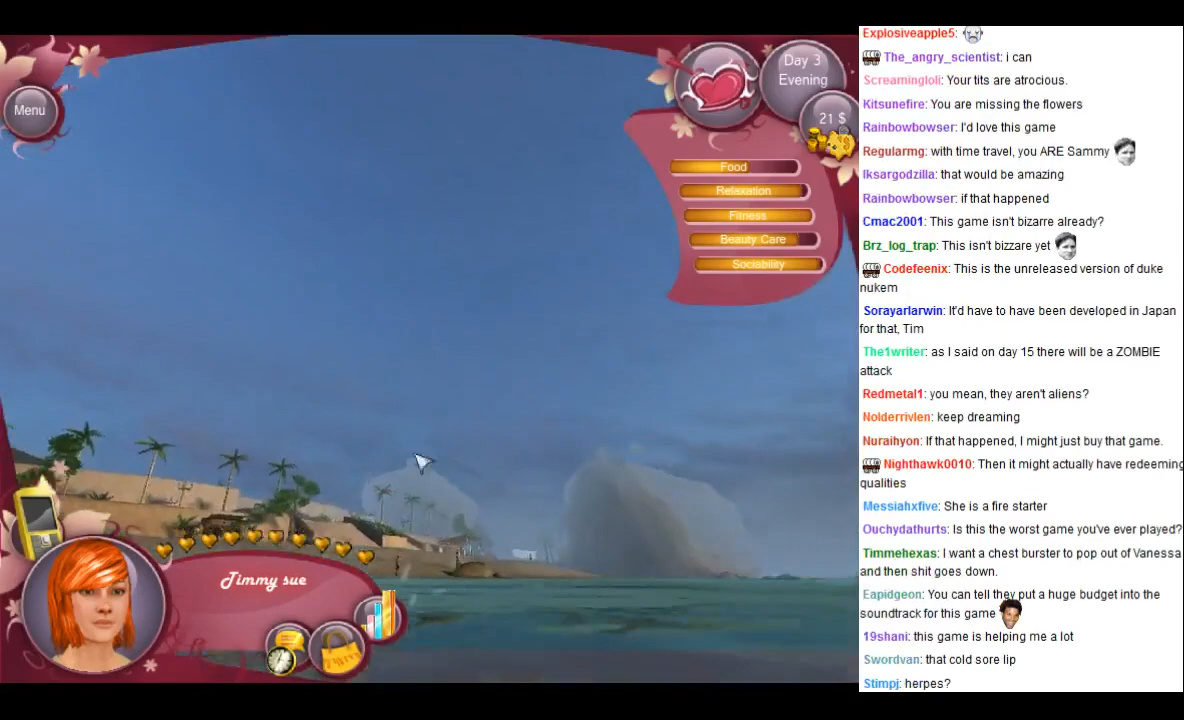 Menu
Day 3
Evening
21 $
Food
Relaxation
Fitness
Beauty Care
Sociability
Timmy sue
Explosiveapple5:
The_angry_scientist: i can
Screamingloli: Your tits are atrocious.
Kitsunefire: You are missing the flowers
Rainbowbowser: I'd love this game
Regularmg: with time travel, you ARE Sammy
Iksargodzilla: that would be amazing
Rainbowbowser: if that happened
Cmac2001: This game isn't bizarre already?
Brz_log_trap: This isn't bizzare yet
Codefeenix: This is the unreleased version of duke
nukem
Sorayarlarwin: It'd have to have been developed in Japan
for that, Tim
The1writer: as I said on day 15 there will be a ZOMBIE
attack
Redmetal1: you mean, they aren't aliens?
Nolderrivlen: keep dreaming
Nuraihyon: If that happened, I might just buy that game.
Nighthawk0010: Then it might actually have redeeming
qualities
Messiahxfive: She is a fire starter
Ouchydathurts: Is this the worst game you've ever played?
Timmehexas: I want a chest burster to pop out of Vanessa
and then shit goes down.
Eapidgeon: You can tell they put a huge budget into the
soundtrack for this game
19shani: this game is helping me a lot
Swordvan: that cold sore lip
Stimpj: herpes?